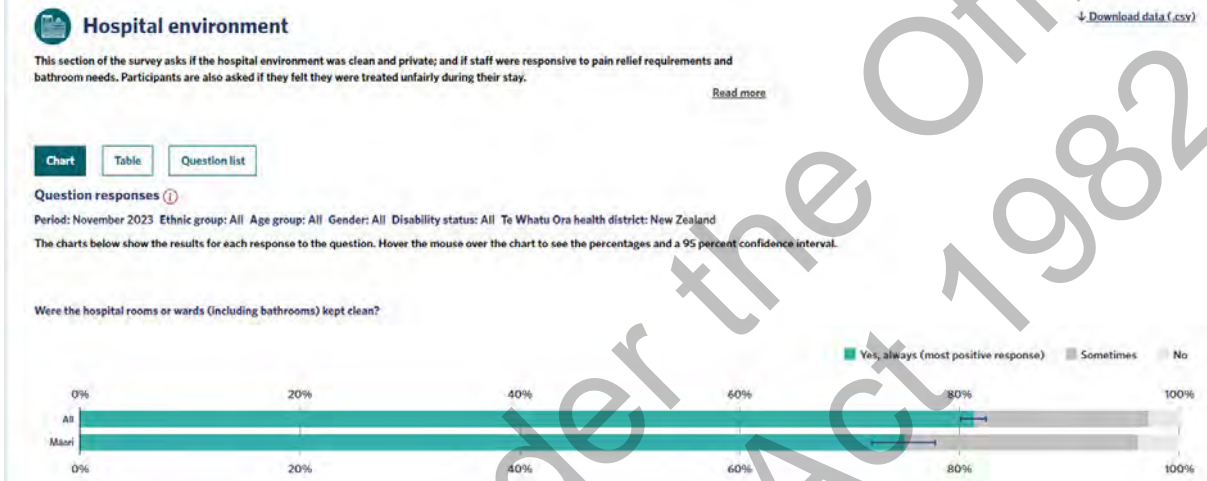 Hospital environment
↓ Download data (.csv)
This section of the survey asks if the hospital environment was clean and private; and if staff were responsive to pain relief requirements and
bathroom needs. Participants are also asked if they felt they were treated unfairly during their stay.
Read more
Chart Table Question list
Question responses (i)
Period: November 2023 Ethnic group: All Age group: All Gender: All Disability status: All Te Whatu Ora health district: New Zealand
The charts below show the results for each response to the question. Hover the mouse over the chart to see the percentages and a 95 percent confidence interval.
Were the hospital rooms or wards (including bathrooms) kept clean?
Yes, always (most positive response) Sometimes No
0% 20% 40% 60% 80% 100%
All
Māori
0% 20% 40% 60% 80% 100%
der the Of
Act 1982